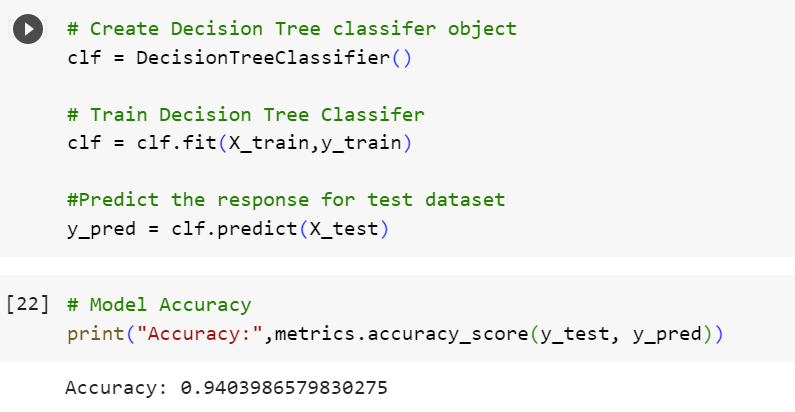 # Create Decision Tree classifer object
clf = DecisionTreeClassifier()
# Train Decision Tree Classifer
clf = clf.fit(X_train,y_train)
#Predict the response for test dataset
y_pred = clf.predict(X_test)
[22] # Model Accuracy
print("Accuracy:",metrics.accuracy_score(y_test, y_pred))
Accuracy: 0.9403986579830275